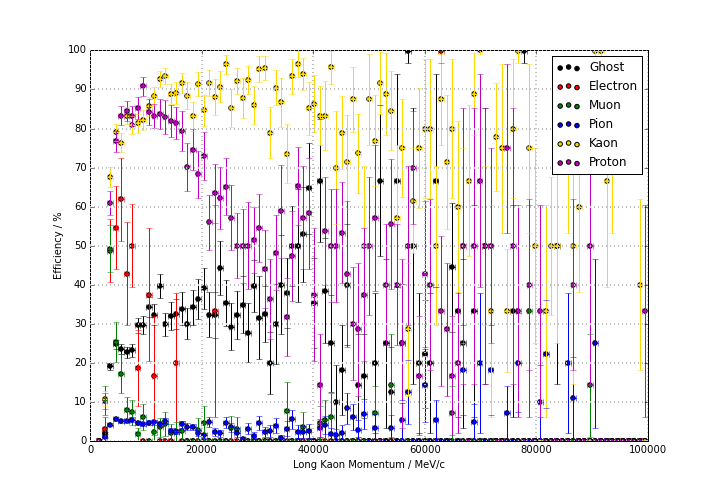 100
90
80
70
60
50
40
30
20
10
0
Efficiency / %
Ghost
Electron
Muon
Pion
Kaon
Proton
0 20000 40000 60000 80000 100000
Long Kaon Momentum / MeV/c